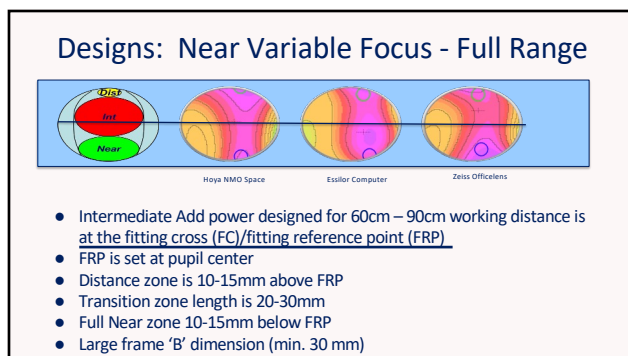 Designs: Near Variable Focus - Full Range
Dist
Int
Near
Hoya NMO Space
Essilor Computer
Zeiss Officelens
● Intermediate Add power designed for 60cm – 90cm working distance is
at the fitting cross (FC)/fitting reference point (FRP)
● FRP is set at pupil center
● Distance zone is 10-15mm above FRP
● Transition zone length is 20-30mm
● Full Near zone 10-15mm below FRP
● Large frame ‘B’ dimension (min. 30 mm)